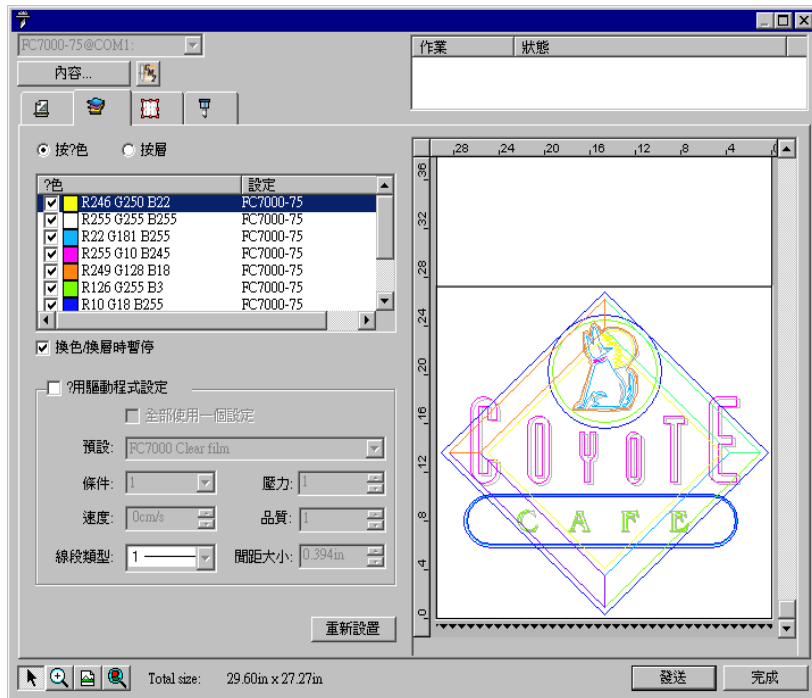 FC7000-75@COM1:
作業 狀態
內容...
按?色 按層
?色 設定
R246 G250 B22 FC7000-75
R255 G255 B255 FC7000-75
R22 G181 B255 FC7000-75
R255 G10 B245 FC7000-75
R249 G128 B18 FC7000-75
R126 G255 B3 FC7000-75
R10 G18 B255 FC7000-75
換色/換層時暫停
?用驅動程式設定
全部使用一個設定
預設: FC7000 Clear film
條件: 1 壓力: 1
速度: 0cm/s 品質: 1
線段類型: 1 間距大小: 0.394in
重新設置
28 24 20 16 12 8 4 0
36
32
28
24
20
16
12
8
4
0
B
COYOTE
CAFE
Total size: 29.60in x 27.27in
發送 完成